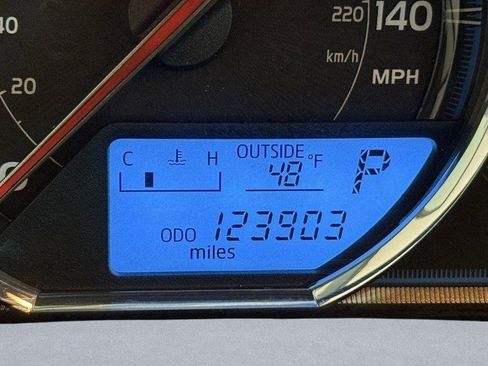 40
220
140
km/h
20
MPH
C H
OUTSIDE
48 °F
P
ODO 123903
miles